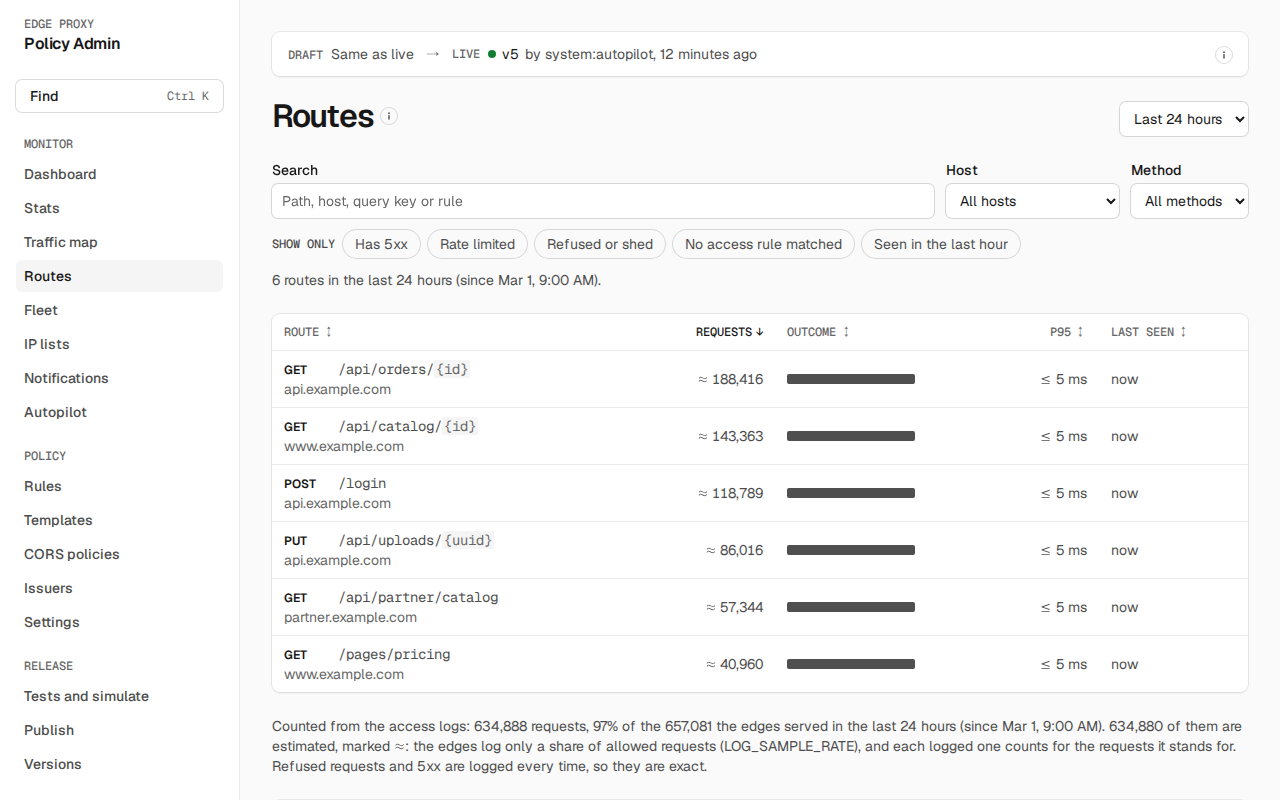 EDGE PROXY
Policy Admin
Find Ctrl K
MONITOR
Dashboard
Stats
Traffic map
Routes
Fleet
IP lists
Notifications
Autopilot
POLICY
Rules
Templates
CORS policies
Issuers
Settings
RELEASE
Tests and simulate
Publish
Versions
DRAFT Same as live → LIVE v5 by system:autopilot, 12 minutes ago
Routes
Last 24 hours
Search
Path, host, query key or rule
Host
All hosts
Method
All methods
SHOW ONLY Has 5xx Rate limited Refused or shed No access rule matched Seen in the last hour
6 routes in the last 24 hours (since Mar 1, 9:00 AM).
ROUTE ↕ REQUESTS ↓ OUTCOME ↕ P95 ↕ LAST SEEN ↕
GET /api/orders/{id} ≈ 188,416 ≤ 5 ms now
api.example.com
GET /api/catalog/{id} ≈ 143,363 ≤ 5 ms now
www.example.com
POST /login ≈ 118,789 ≤ 5 ms now
api.example.com
PUT /api/uploads/{uuid} ≈ 86,016 ≤ 5 ms now
api.example.com
GET /api/partner/catalog ≈ 57,344 ≤ 5 ms now
partner.example.com
GET /pages/pricing ≈ 40,960 ≤ 5 ms now
www.example.com
Counted from the access logs: 634,888 requests, 97% of the 657,081 the edges served in the last 24 hours (since Mar 1, 9:00 AM). 634,880 of them are
estimated, marked ≈: the edges log only a share of allowed requests (LOG_SAMPLE_RATE), and each logged one counts for the requests it stands for.
Refused requests and 5xx are logged every time, so they are exact.